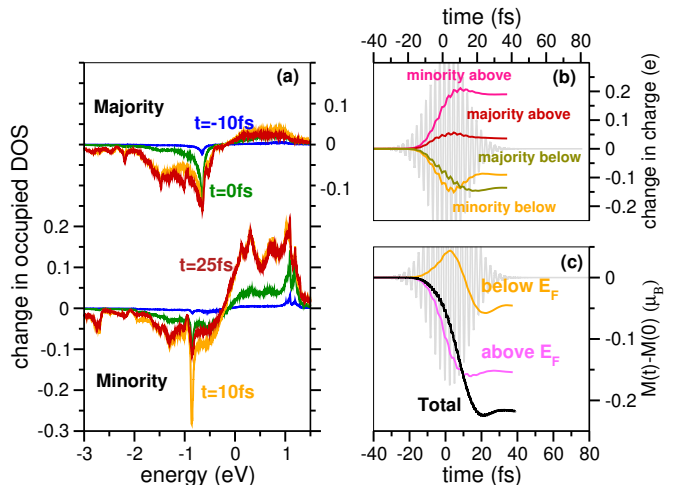 time (fs)
-40 -20 0 20 40 60 80
(a)
Majority
t=-10fs
t=0fs
0.1
0
-0.1
change in occupied DOS
0.2
0.1
0
-0.1
-0.2
-0.3
t=25fs
Minority
t=10fs
-3 -2 -1 0 1
energy (eV)
minority above
(b)
majority above
majority below
minority below
0.2
0.1
0
-0.1
-0.2
change in charge (e)
(c)
below EF
above EF
Total
0
-0.1
-0.2
M(t)-M(0) (μB)
-40 -20 0 20 40 60 80
time (fs)